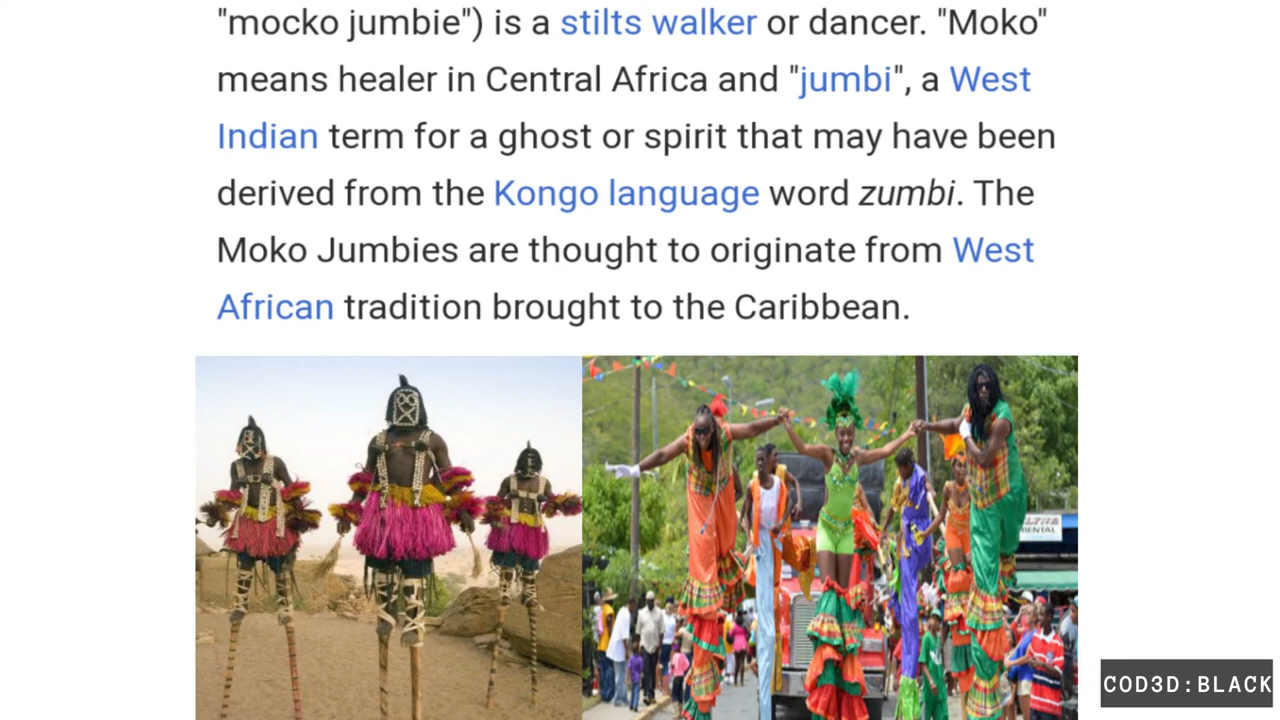 "mocko jumbie") is a stilts walker or dancer. "Moko"
means healer in Central Africa and "jumbi", a West
Indian term for a ghost or spirit that may have been
derived from the Kongo language word zumbi. The
Moko Jumbies are thought to originate from West
African tradition brought to the Caribbean.
RENTAL
COD3D:BLACK